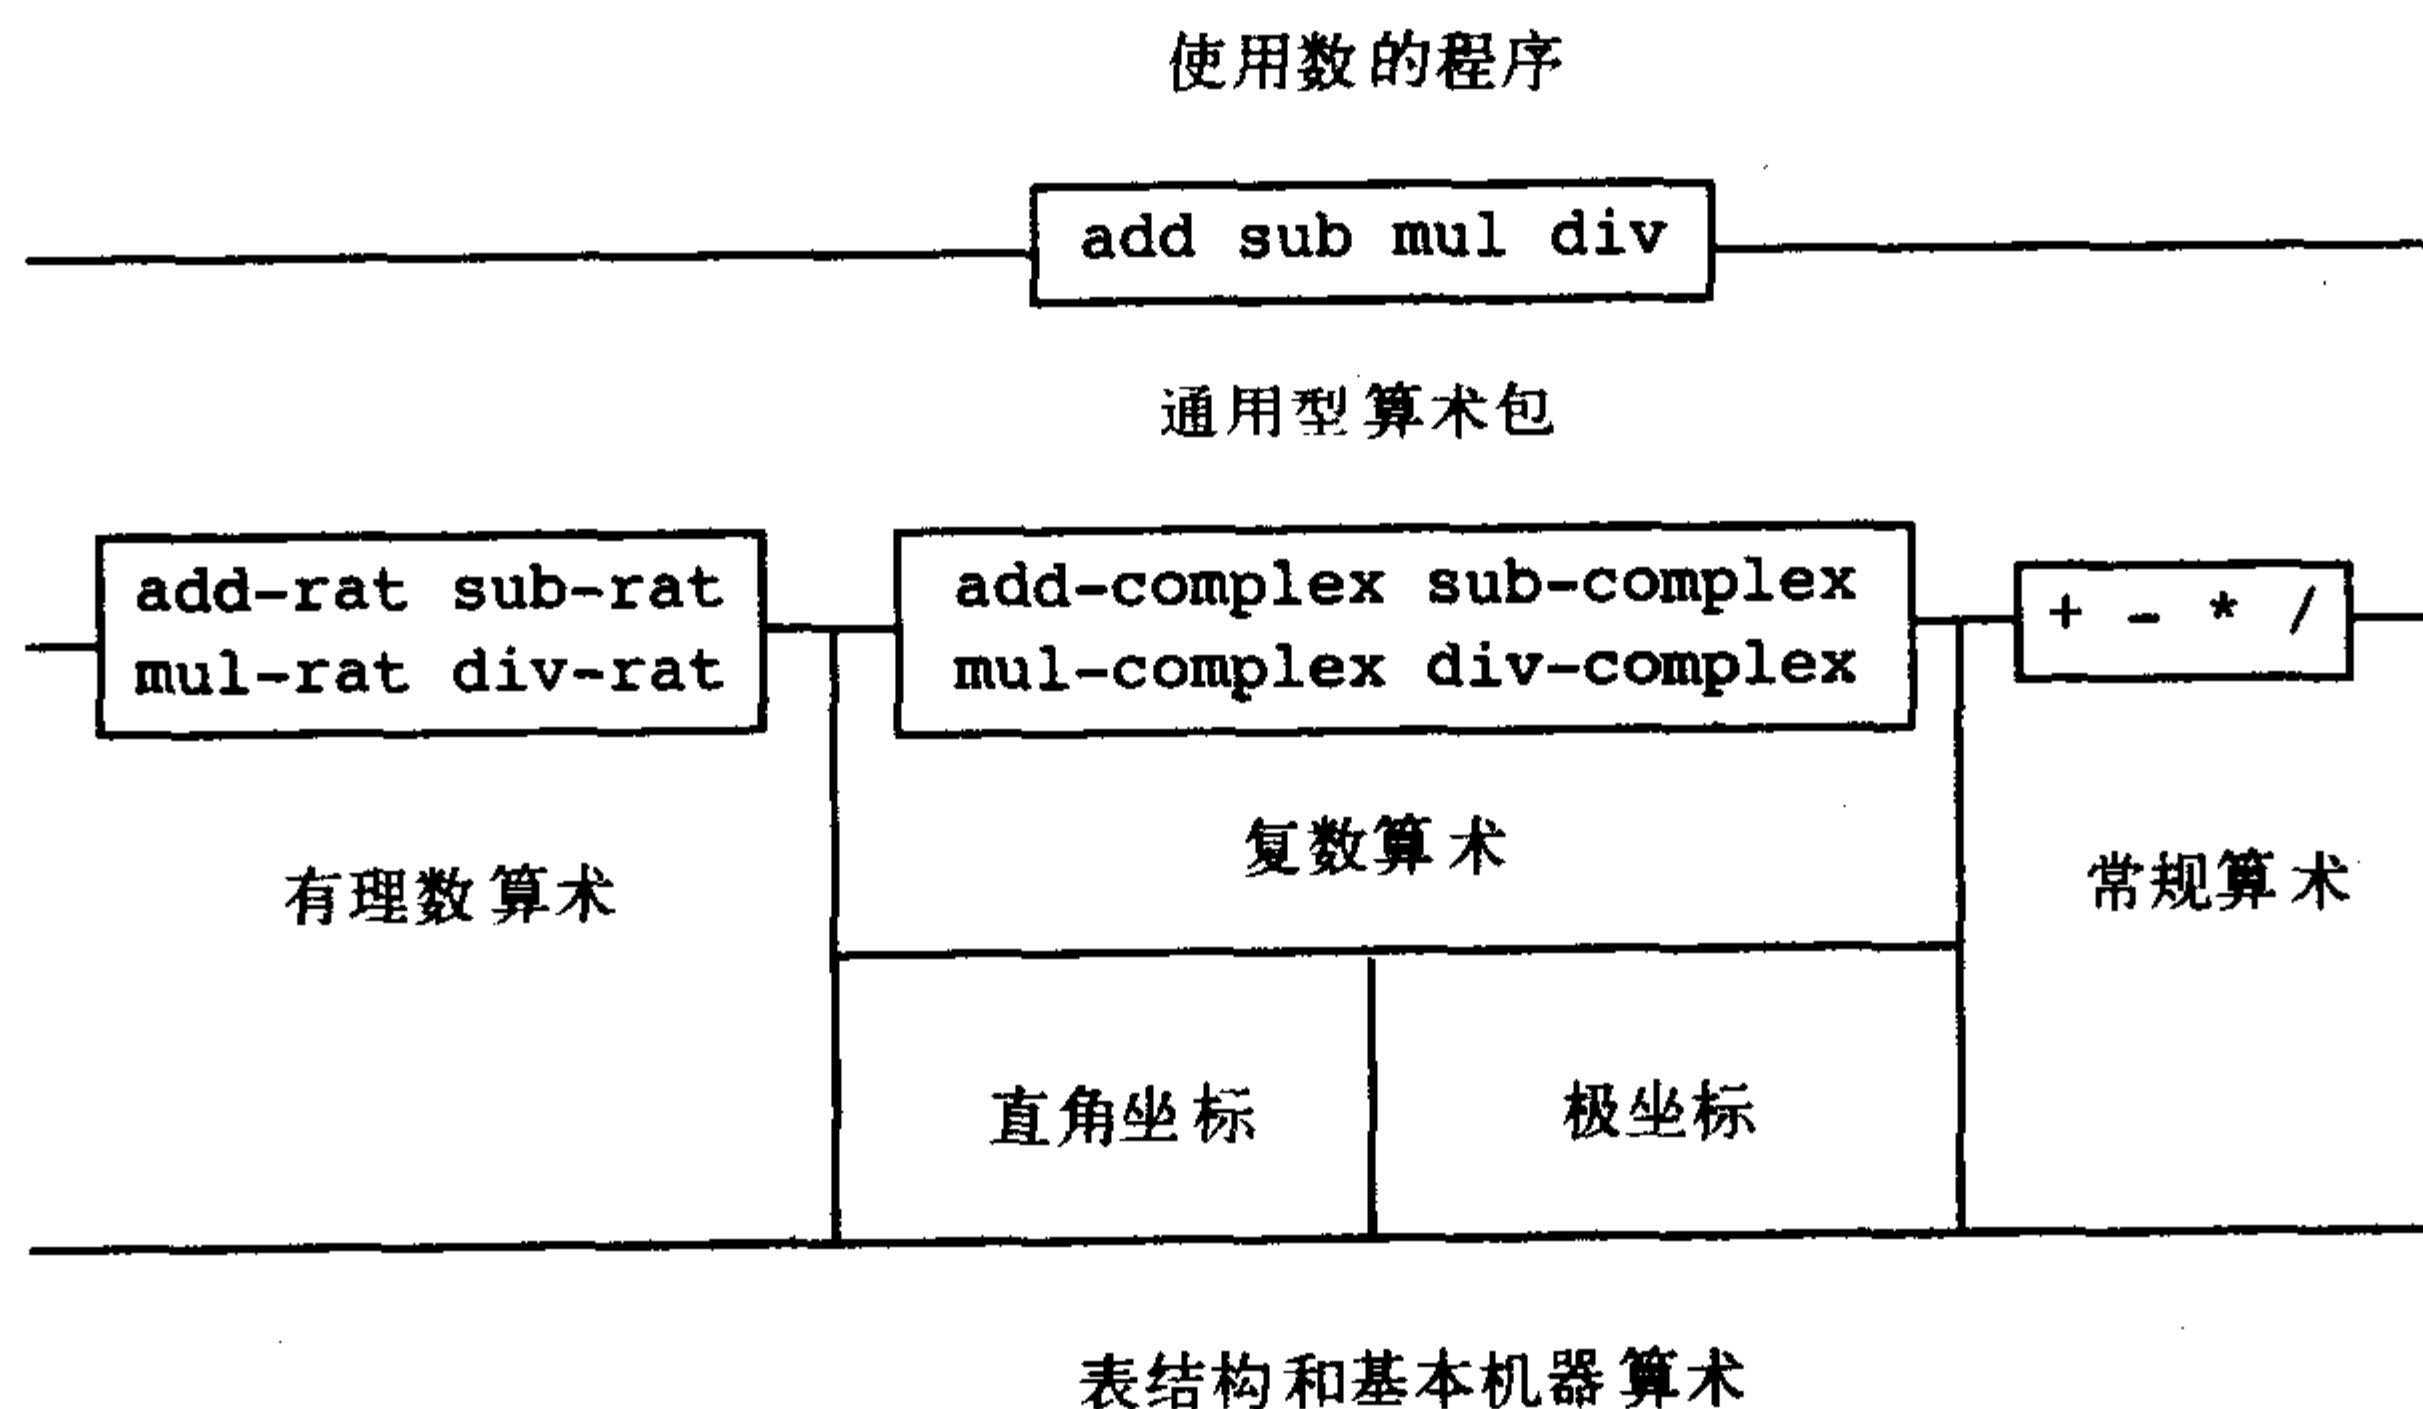 使用数的程序
add sub mul div
通用型算术包
add-rat sub-rat
mul-rat div-rat
add-complex sub-complex
mul-complex div-complex
+ - * /
有理数算术
复数算术
常规算术
直角坐标
极坐标
表结构和基本机器算术